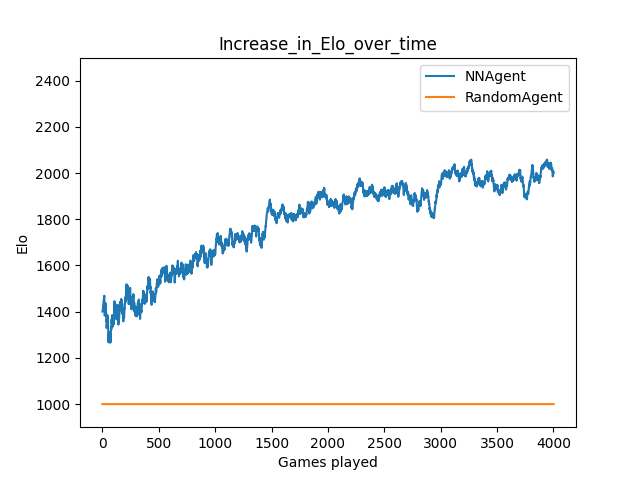 Increase_in_Elo_over_time
NNAgent
RandomAgent
2400
2200
2000
1800
1600
1400
1200
1000
Elo
0 500 1000 1500 2000 2500 3000 3500 4000
Games played